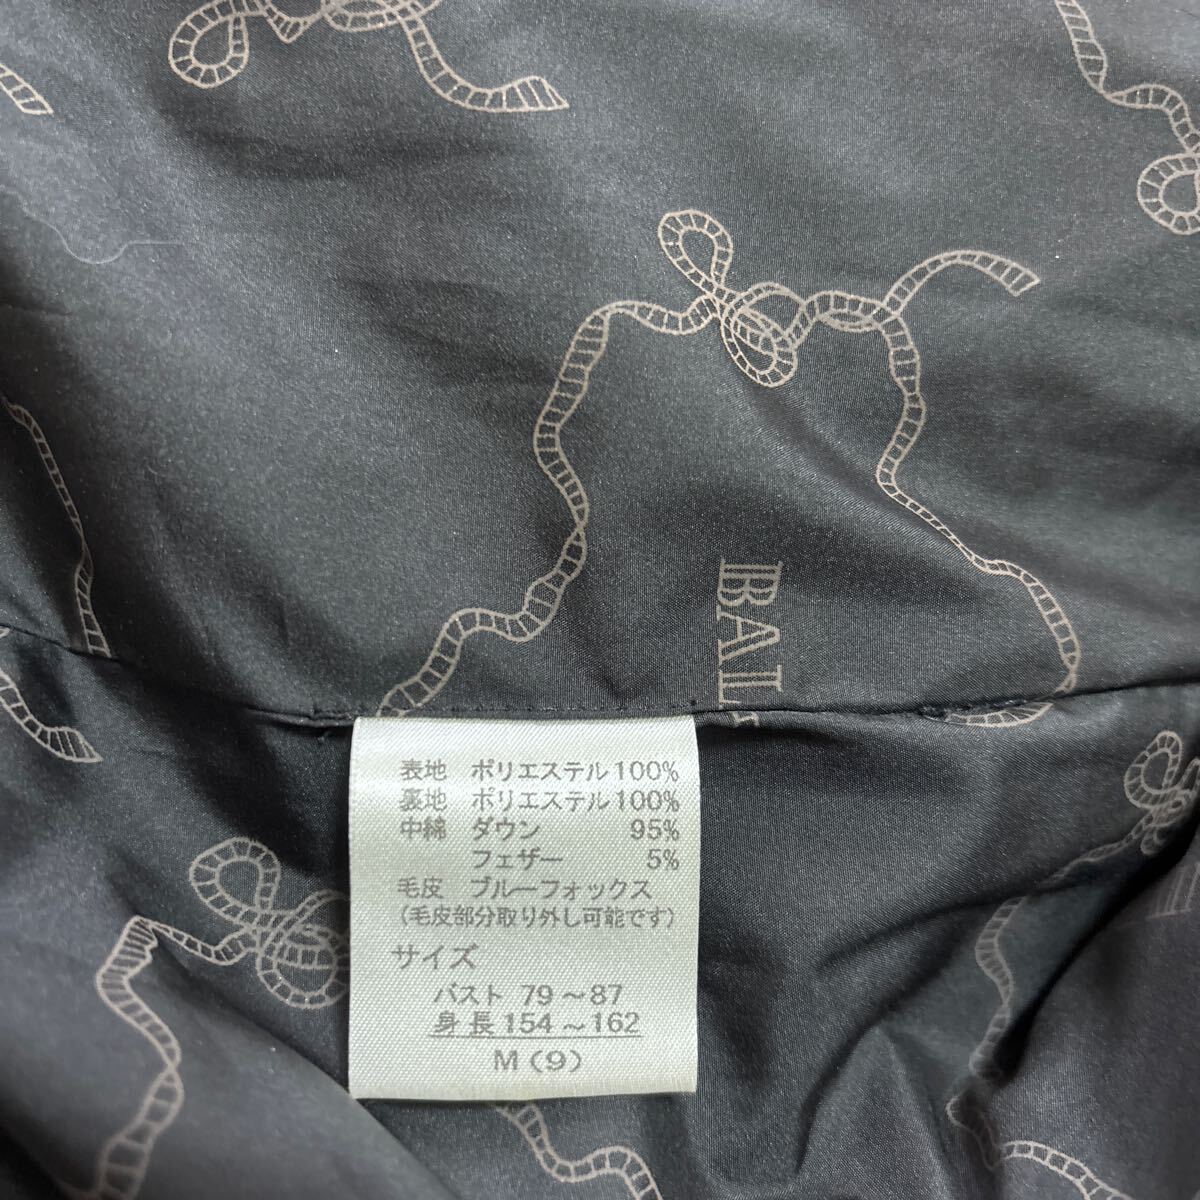 BAL
表地 ポリエステル100%
裏地 ポリエステル100%
中綿 ダウン 95%
フェザー 5%
毛皮 ブルーフォックス
(毛皮部分取り外し可能です)
サイズ
バスト 79〜87
身長154〜162
M(9)